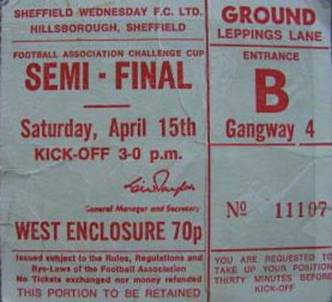 SHEFFIELD WEDNESDAY F.C. LTD.
HILLSBOROUGH, SHEFFIELD
FOOTBALL ASSOCIATION CHALLENGE CUP
SEMI - FINAL
Saturday, April 15th
KICK-OFF 3-0 p.m.
Eric Taylor
General Manager and Secretary
WEST ENCLOSURE 70p
Issued subject to the Rules, Regulations and
Bye-Laws of the Football Association
No Tickets exchanged nor money refunded
THIS PORTION TO BE RETAINED
GROUND
LEPPINGS LANE
ENTRANCE
B
Gangway 4
No 11107
YOU ARE REQUESTED TO
TAKE UP YOUR POSITION
THIRTY MINUTES BEFORE
KICK-OFF